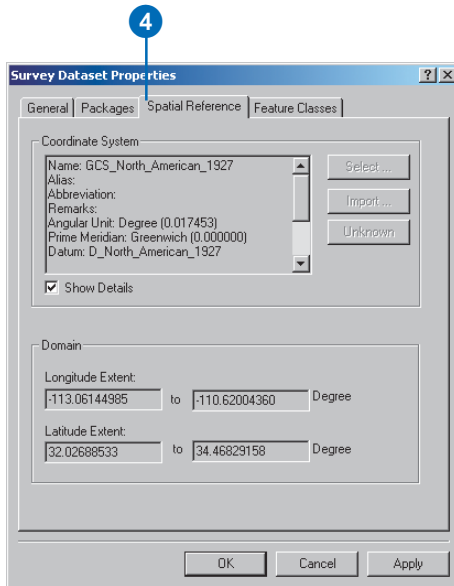 4
Survey Dataset Properties
General Packages Spatial Reference Feature Classes
Coordinate System
Name: GCS_North_American_1927
Alias:
Abbreviation:
Remarks:
Angular Unit: Degree (0.017453)
Prime Meridian: Greenwich (0.000000)
Datum: D_North_American_1927
Select ...
Import ...
Unknown
Show Details
Domain
Longitude Extent:
-113.06144985 to -110.62004360 Degree
Latitude Extent:
32.02688533 to 34.46829158 Degree
OK Cancel Apply